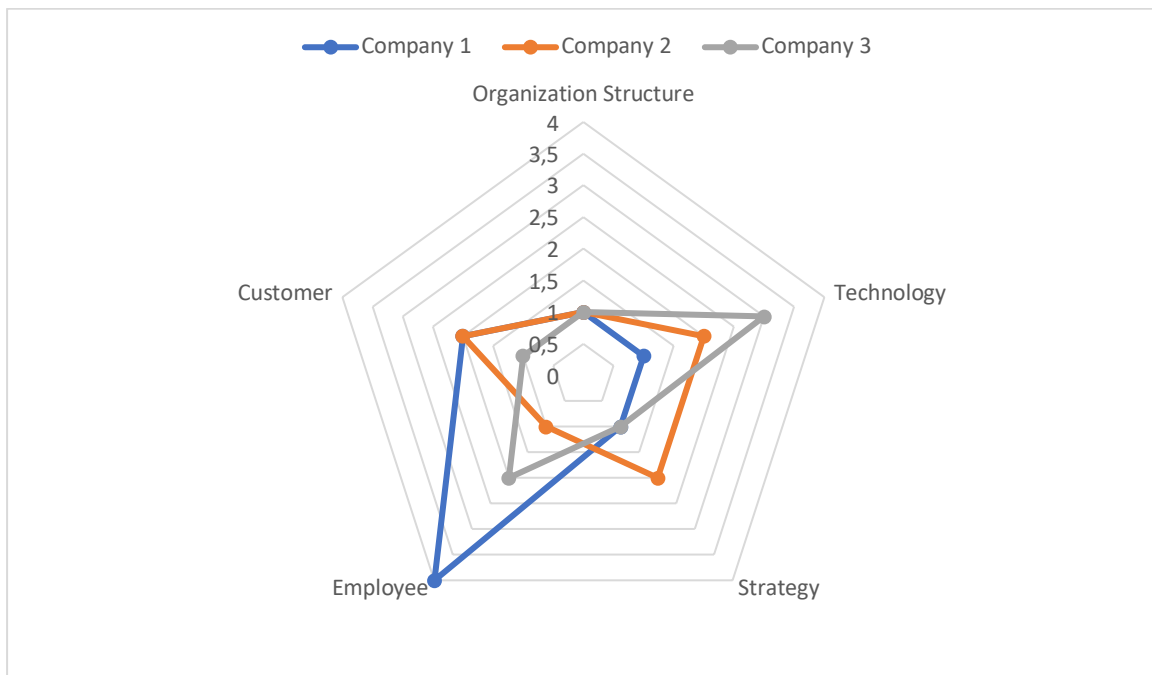 Company 1 Company 2 Company 3
Organization Structure
4
3,5
3
2,5
2
1,5
1
0,5
0
Customer
Technology
Employee
Strategy